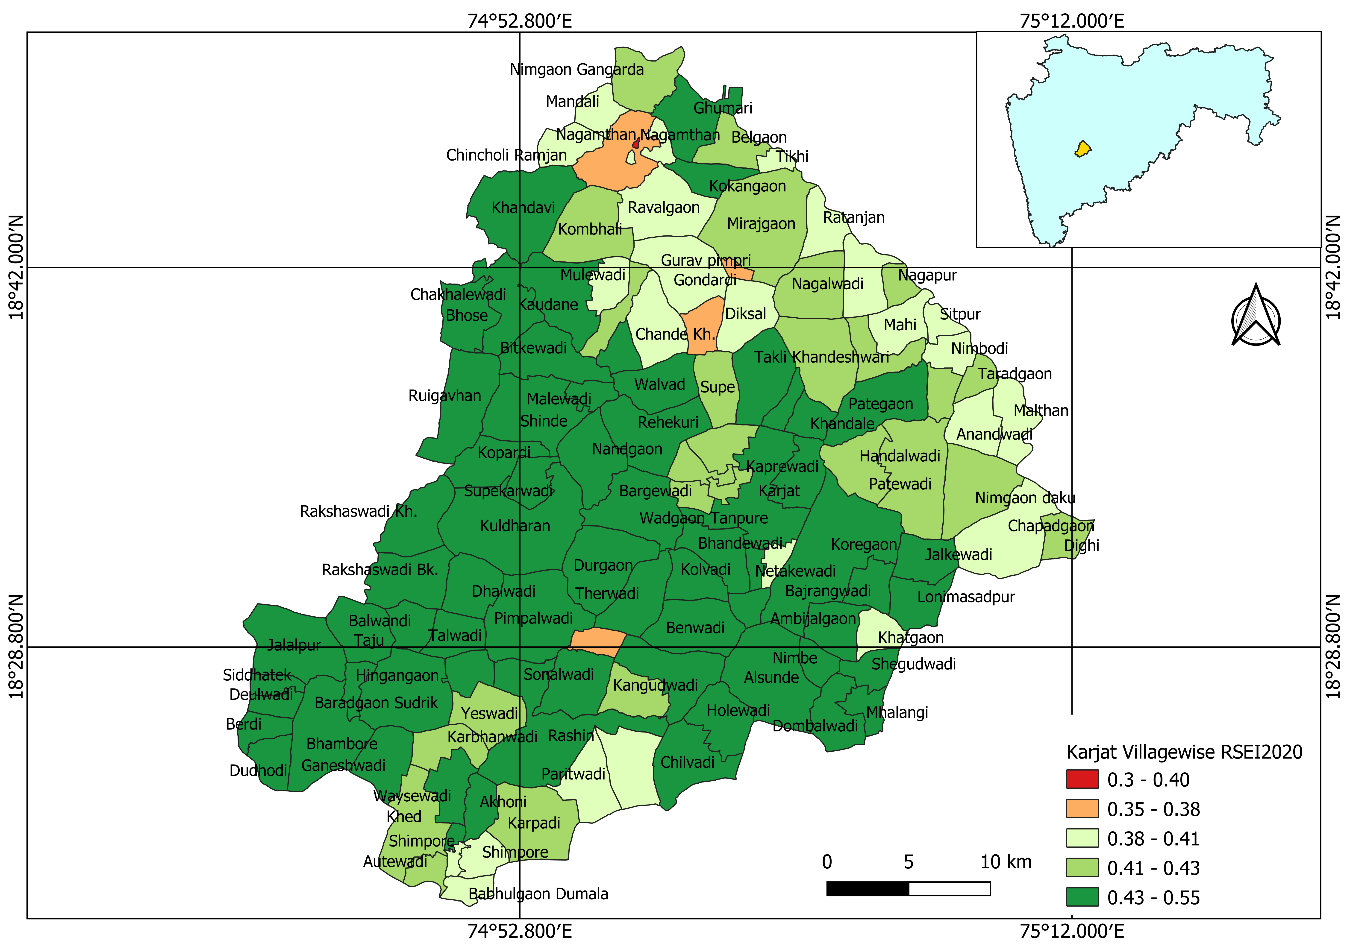 74°52.800′E
75°12.000′E
Nimgaon Gangarda
Mandali
Ghumari
Nagamthan
Nagamthan
Belgaon
Chincholi Ramjan
Tikhi
Kokangaon
Khandavi
Ravalgaon
Ratanjan
Kombhali
Mirajgaon
18°42.000′N
18°42.000′N
Gurav pimpri
Mulewadi
Gondardi
Nagalwadi
Nagapur
Chakhalewadi
Kaudane
Bhose
Diksal
Sitpur
Mahi
Chande Kh.
Bitkewadi
Nimbodi
Takli Khandeshwari
Taradgaon
Walvad
Supe
Ruigavhan
Malewadi
Pategaon
Malthan
Shinde
Rehekuri
Khandale
Anandwadi
Kopardi
Nandgaon
Handalwadi
Kaprewadi
Patewadi
Supekarwadi
Bargewadi
Karjat
Nimgaon daku
Rakshaswadi Kh.
Kuldharan
Wadgaon Tanpure
Chapadgaon
Bhandewadi
Koregaon
Dighi
Jalkewadi
Rakshaswadi Bk.
Durgaon
Kolvadi
Netakewadi
Dhalwadi
Therwadi
Bajrangwadi
Lonimasadpur
Balwandi
Pimpalwadi
Ambijalgaon
Taju
Talwadi
Benwadi
Khatgaon
Jalalpur
18°28.800′N
18°28.800′N
Nimbe
Shegudwadi
Siddhatek
Hingangaon
Sonalwadi
Alsunde
Kangudwadi
Deulwadi
Baradgaon Sudrik
Yeswadi
Holewadi
Mhalangi
Berdi
Dombalwadi
Bhambore
Karbhanwadi
Rashin
Ganeshwadi
Dudhodi
Paritwadi
Chilvadi
Waysewadi
Akhoni
Khed
Karpadi
Shimpore
Shimpore
Autewadi
Babhulgaon Dumala
Karjat Villagewise RSEI2020
0.3 - 0.40
0.35 - 0.38
0.38 - 0.41
0.41 - 0.43
0.43 - 0.55
0 5 10 km
74°52.800′E
75°12.000′E